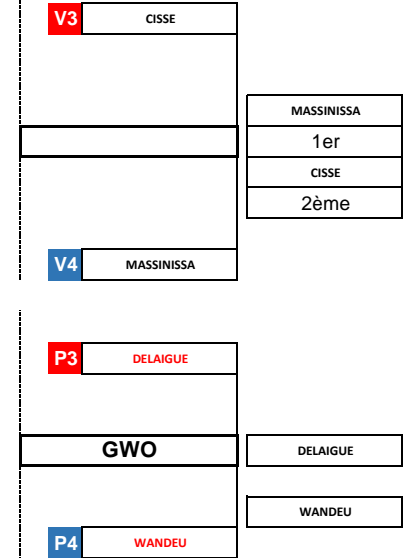 V3 CISSE
MASSINISSA
1er
CISSE
2ème
V4 MASSINISSA
P3 DELAIGUE
GWO DELAIGUE
WANDEU
P4 WANDEU